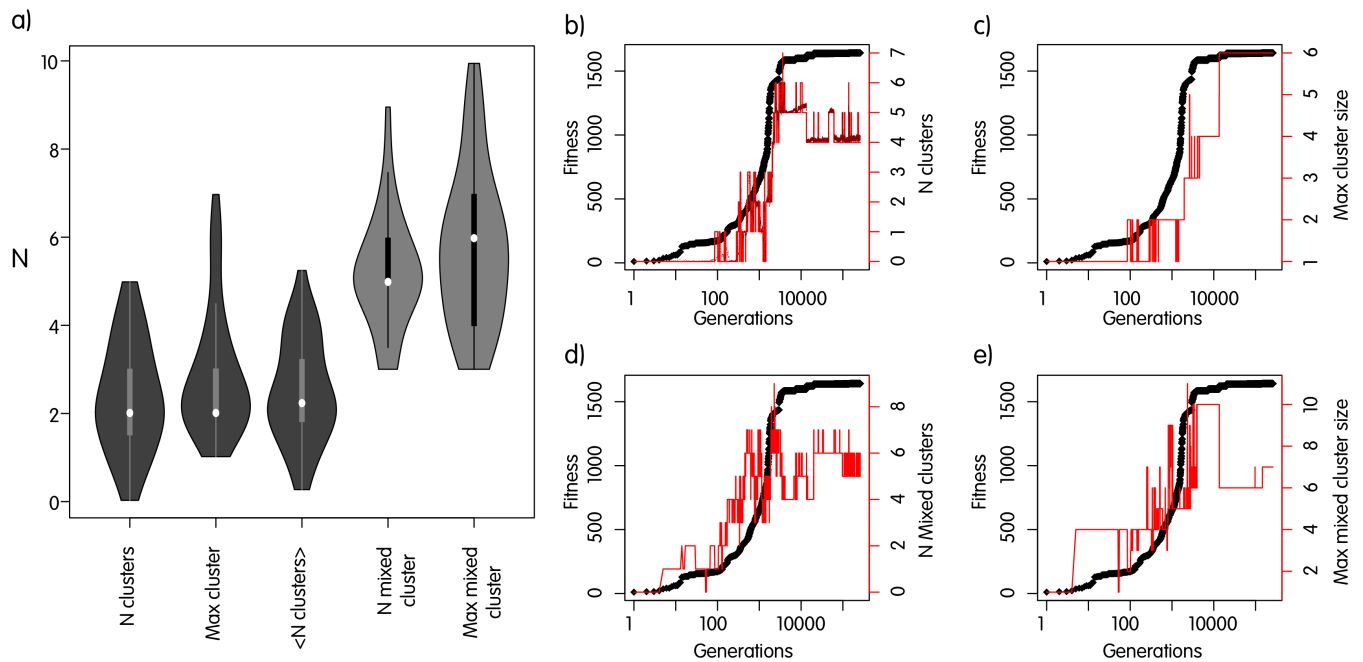 a)
N
10
8
6
4
2
0
N clusters
Max cluster
<N clusters>
N mixed
cluster
Max mixed
cluster
b)
Fitness
1500
1000
500
0
7
6
5
4
3
2
1
0
N clusters
1
100
10000
Generations
c)
Fitness
1500
1000
500
0
6
5
4
3
2
1
Max cluster size
1
100
10000
Generations
d)
Fitness
1500
1000
500
0
8
6
4
2
0
N Mixed clusters
1
100
10000
Generations
e)
Fitness
1500
1000
500
0
10
8
6
4
2
Max mixed cluster size
1
100
10000
Generations